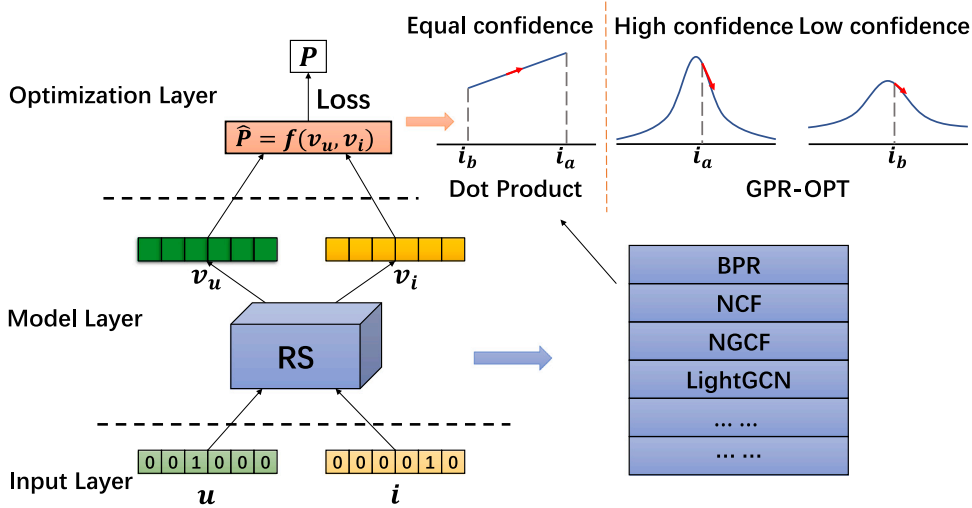 Equal confidence
High confidence Low confidence
P
Optimization Layer
Loss
P̂ = f(v_u, v_i)
i_b
i_a
i_a
i_b
Dot Product
GPR-OPT
v_u
v_i
BPR
NCF
Model Layer
RS
NGCF
LightGCN
... ...
... ...
0 0 1 0 0 0
0 0 0 0 1 0
Input Layer
u
i